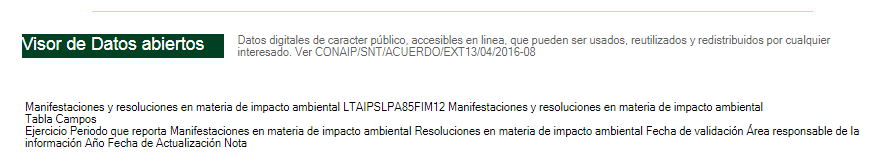 Visor de Datos abiertos
Datos digitales de caracter público, accesibles en linea, que pueden ser usados, reutilizados y redistribuidos por cualquier
interesado. Ver CONAIP/SNT/ACUERDO/EXT13/04/2016-08
Manifestaciones y resoluciones en materia de impacto ambiental LTAIPSLPA85FIM12 Manifestaciones y resoluciones en materia de impacto ambiental
Tabla Campos
Ejercicio Periodo que reporta Manifestaciones en materia de impacto ambiental Resoluciones en materia de impacto ambiental Fecha de validación Área responsable de la
información Año Fecha de Actualización Nota